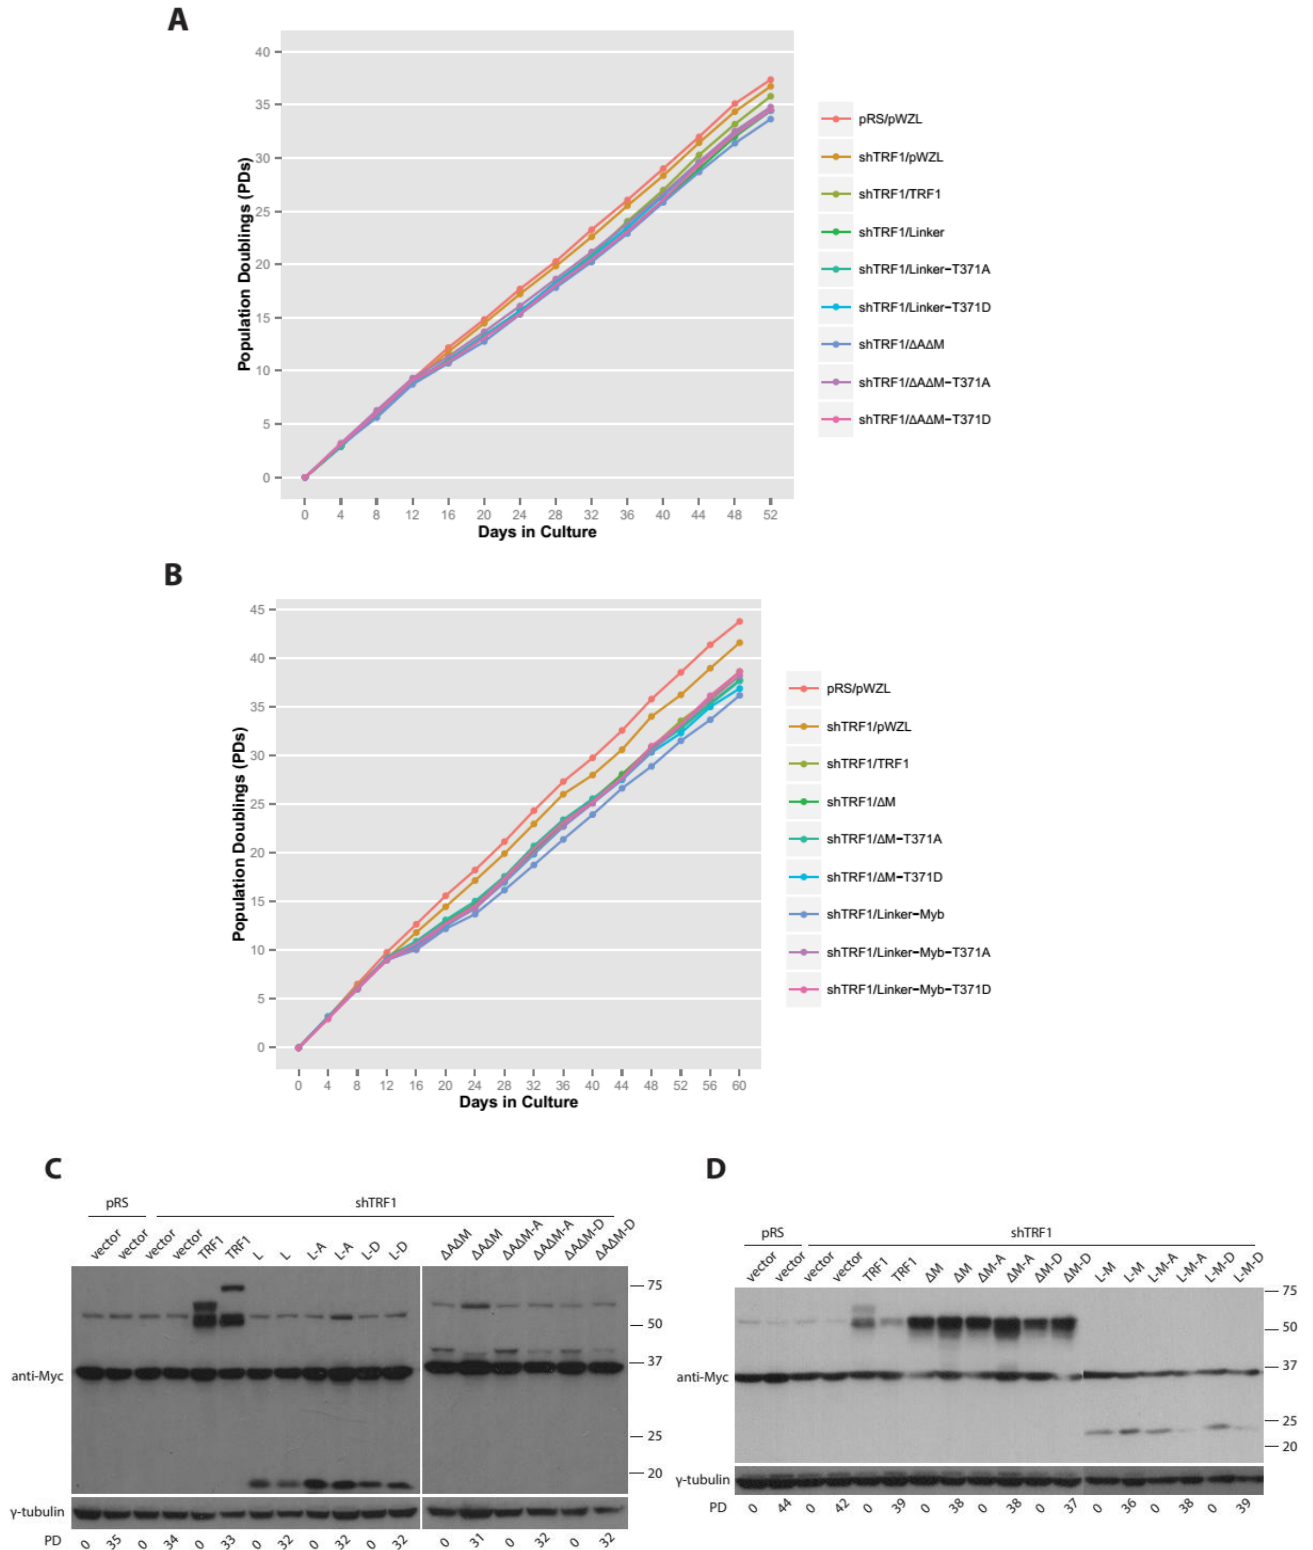 A
Population Doublings (PDs)
40
35
30
25
20
15
10
5
0
0 4 8 12 16 20 24 28 32 36 40 44 48 52
Days in Culture
pRS/pWZL
shTRF1/pWZL
shTRF1/TRF1
shTRF1/Linker
shTRF1/Linker−T371A
shTRF1/Linker−T371D
shTRF1/ΔAΔM
shTRF1/ΔAΔM−T371A
shTRF1/ΔAΔM−T371D
B
Population Doublings (PDs)
45
40
35
30
25
20
15
10
5
0
0 4 8 12 16 20 24 28 32 36 40 44 48 52 56 60
Days in Culture
pRS/pWZL
shTRF1/pWZL
shTRF1/TRF1
shTRF1/ΔM
shTRF1/ΔM−T371A
shTRF1/ΔM−T371D
shTRF1/Linker−Myb
shTRF1/Linker−Myb−T371A
shTRF1/Linker−Myb−T371D
C
pRS shTRF1
vector vector vector vector TRF1 TRF1 L L L-A L-A L-D L-D ΔAΔM ΔAΔM ΔAΔM-A ΔAΔM-A ΔAΔM-D ΔAΔM-D
75
50
37
anti-Myc
25
20
γ-tubulin
PD 0 35 0 34 0 33 0 32 0 32 0 32 0 31 0 32 0 32
D
pRS shTRF1
vector vector vector vector TRF1 TRF1 ΔM ΔM ΔM-A ΔM-A ΔM-D ΔM-D L-M L-M L-M-A L-M-A L-M-D L-M-D
75
50
37
anti-Myc
25
20
γ-tubulin
PD 0 44 0 42 0 39 0 38 0 38 0 37 0 36 0 38 0 39